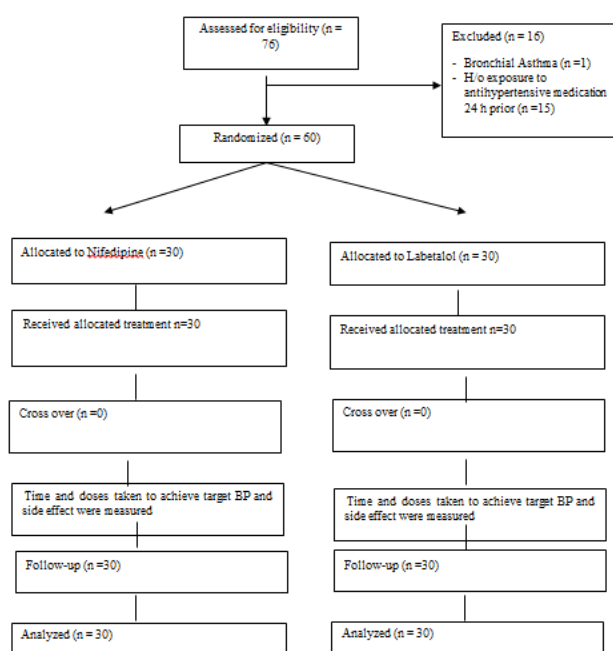 Assessed for eligibility (n =
76)
Excluded (n = 16)
- Bronchial Asthma (n =1)
- H/o exposure to
antihypertensive medication
24 h prior (n =15)
Randomized (n = 60)
Allocated to Nifedipine (n =30)
Allocated to Labetalol (n = 30)
Received allocated treatment n=30
Received allocated treatment n=30
Cross over (n =0)
Cross over (n =0)
Time and doses taken to achieve target BP and
side effect were measured
Time and doses taken to achieve target BP and
side effect were measured
Follow-up (n =30)
Follow-up (n =30)
Analyzed (n = 30)
Analyzed (n = 30)